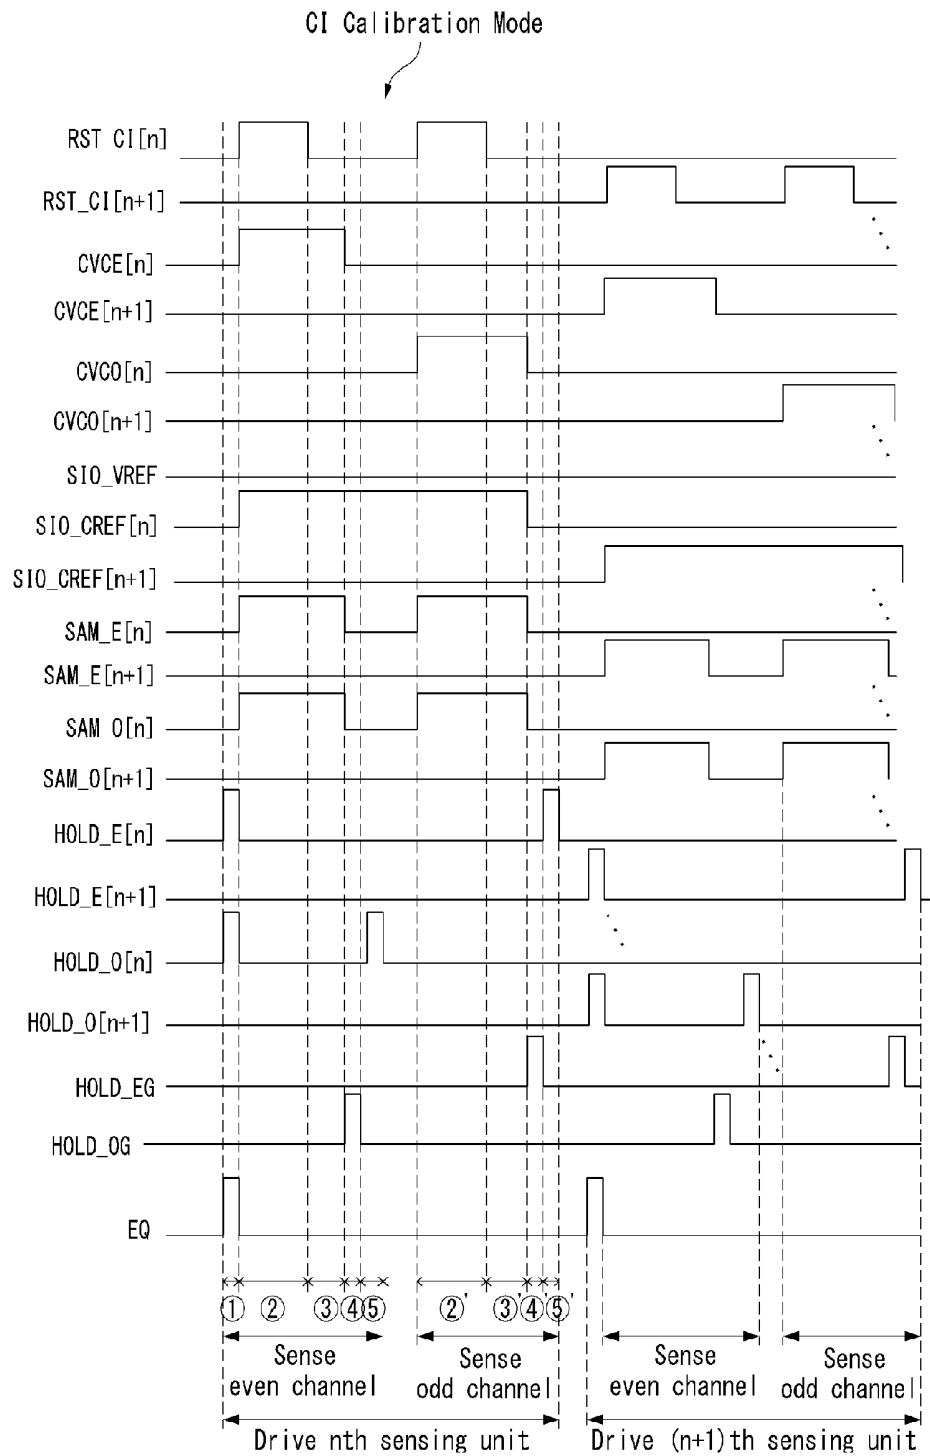 CI Calibration Mode
RST CI[n]
RST_CI[n+1]
CVCE[n]
CVCE[n+1]
CVCO[n]
CVCO[n+1]
SIO_VREF
SIO_CREF[n]
SIO_CREF[n+1]
SAM_E[n]
SAM_E[n+1]
SAM O[n]
SAM_O[n+1]
HOLD_E[n]
HOLD_E[n+1]
HOLD_O[n]
HOLD_O[n+1]
HOLD_EG
HOLD_OG
EQ
① ② ③ ④ ⑤ ②' ③' ④' ⑤'
Sense even channel
Sense odd channel
Sense even channel
Sense odd channel
Drive nth sensing unit
Drive (n+1)th sensing unit